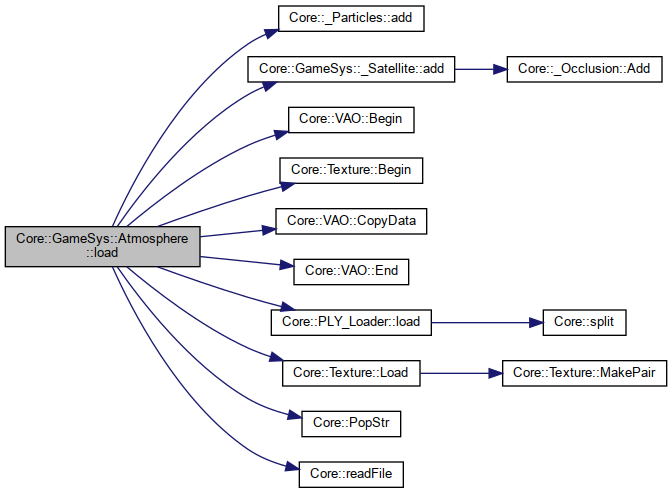 Core::_Particles::add
Core::GameSys::_Satellite::add
Core::_Occlusion::Add
Core::VAO::Begin
Core::Texture::Begin
Core::GameSys::Atmosphere
::load
Core::VAO::CopyData
Core::VAO::End
Core::PLY_Loader::load
Core::split
Core::Texture::Load
Core::Texture::MakePair
Core::PopStr
Core::readFile